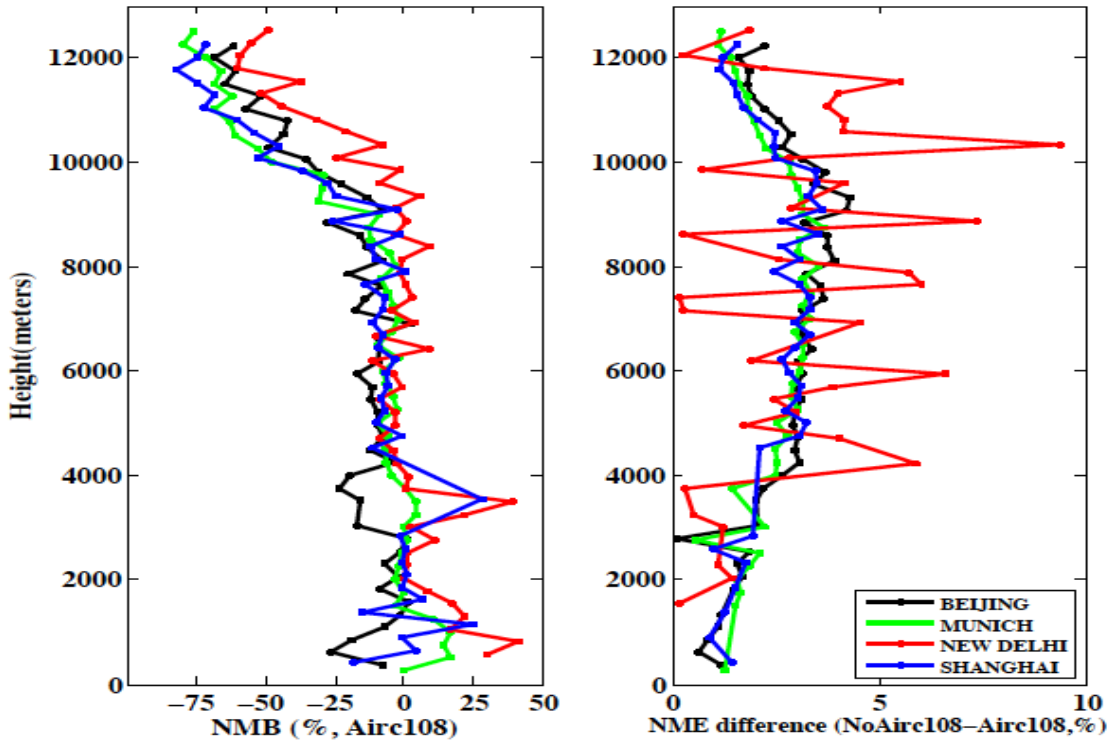 12000
10000
8000
6000
4000
2000
0
Height(meters)
−75 −50 −25 0 25 50
NMB (%, Airc108)
12000
10000
8000
6000
4000
2000
0
0 5 10
NME difference (NoAirc108−Airc108,%)
BEIJING
MUNICH
NEW DELHI
SHANGHAI